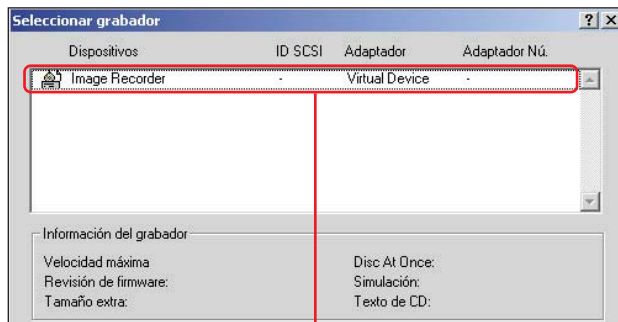 Seleccionar grabador
Dispositivos ID SCSI Adaptador Adaptador Nú.
Image Recorder - Virtual Device -
Información del grabador
Velocidad máxima Disc At Once:
Revisión de firmware: Simulación:
Tamaño extra: Texto de CD: